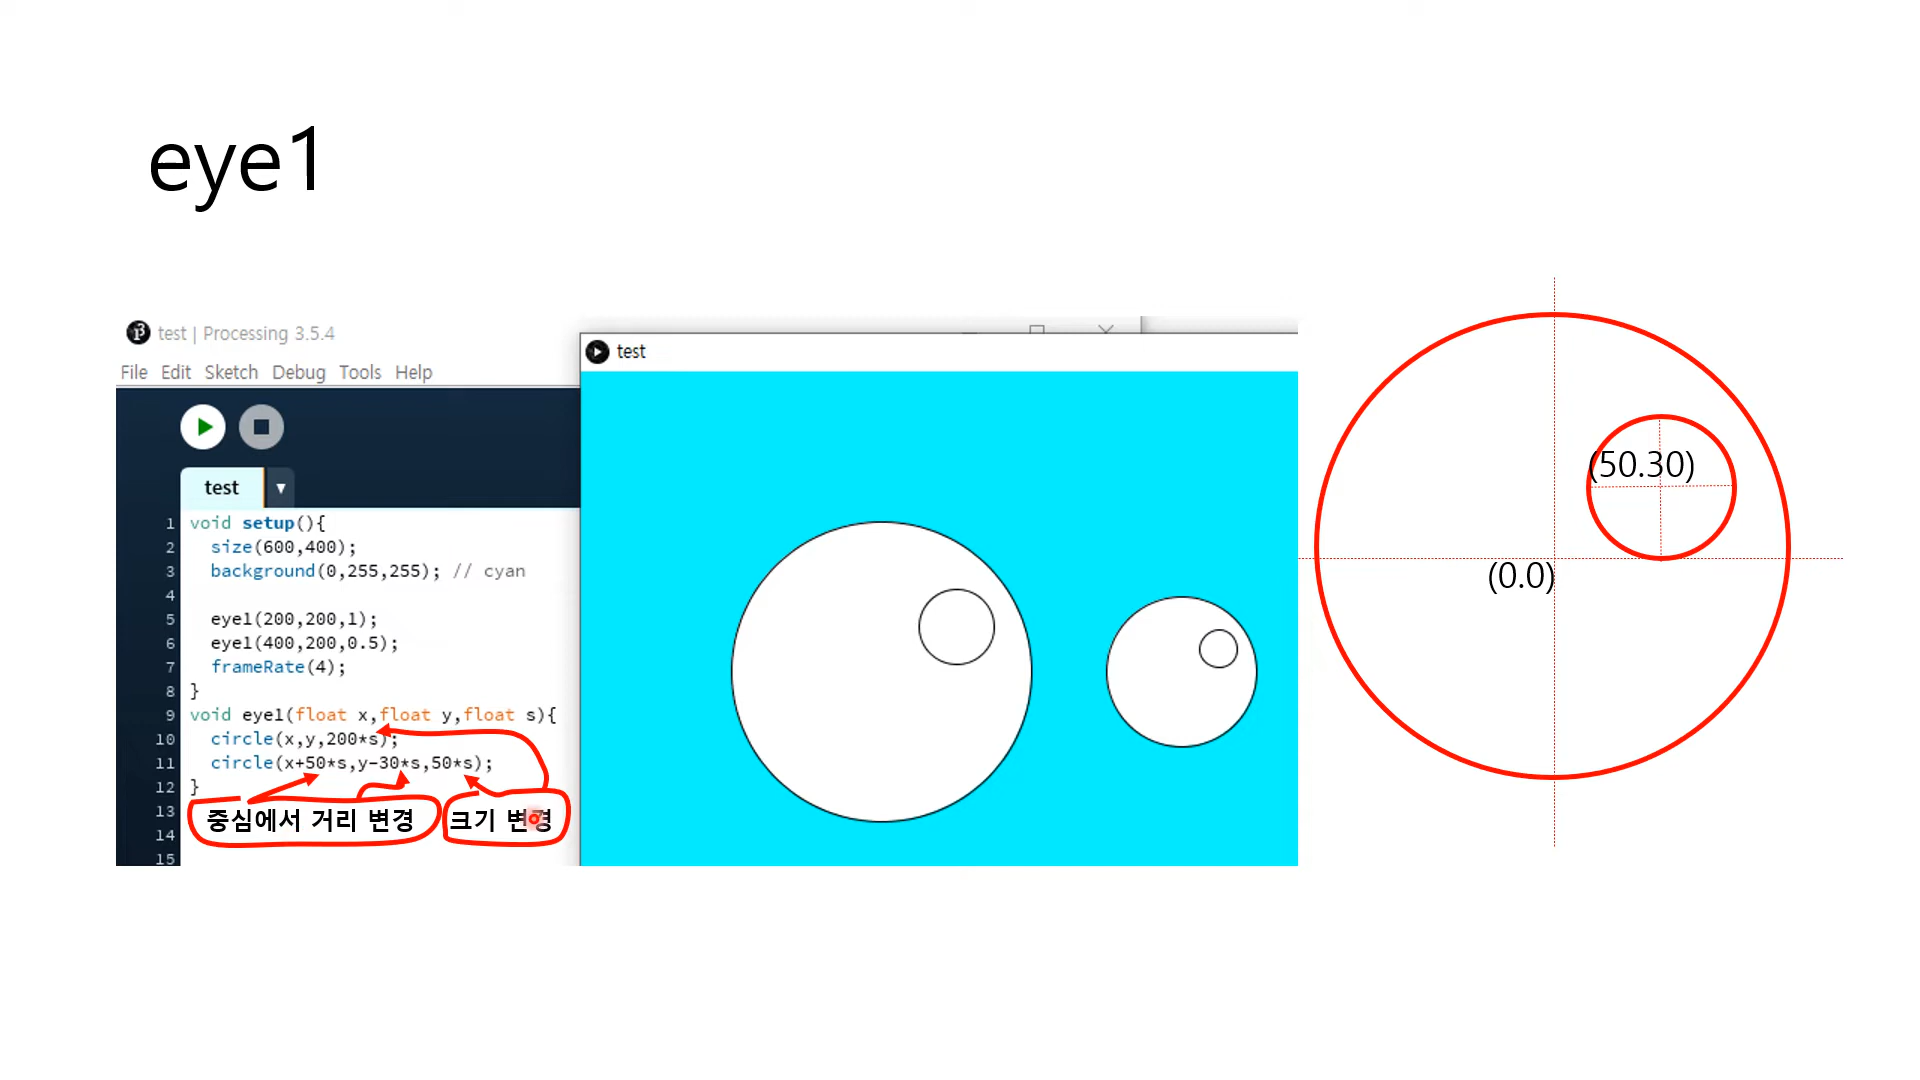 eye1
test | Processing 3.5.4
File Edit Sketch Debug Tools Help
test
1 void setup(){
2 size(600,400);
3 background(0,255,255); // cyan
4
5 eye1(200,200,1);
6 eye1(400,200,0.5);
7 frameRate(4);
8 }
9 void eye1(float x,float y,float s){
10 circle(x,y,200*s);
11 circle(x+50*s,y-30*s,50*s);
12 }
13
14
15
중심에서 거리 변경
크기 변경
test
(50.30)
(0.0)